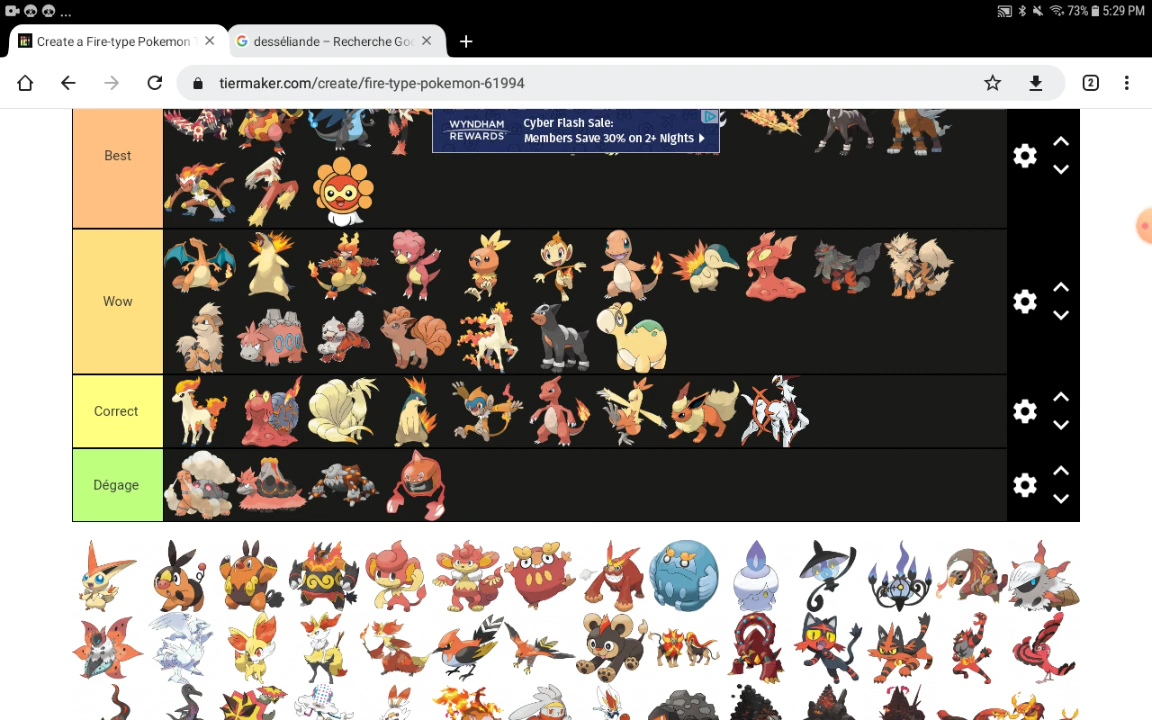 ... 73% 5:29 PM
Create a Fire-type Pokemon
desséliande – Recherche Goo
tiermaker.com/create/fire-type-pokemon-61994
2
WYNDHAM REWARDS
Cyber Flash Sale:
Members Save 30% on 2+ Nights
Best
Wow
Correct
Dégage